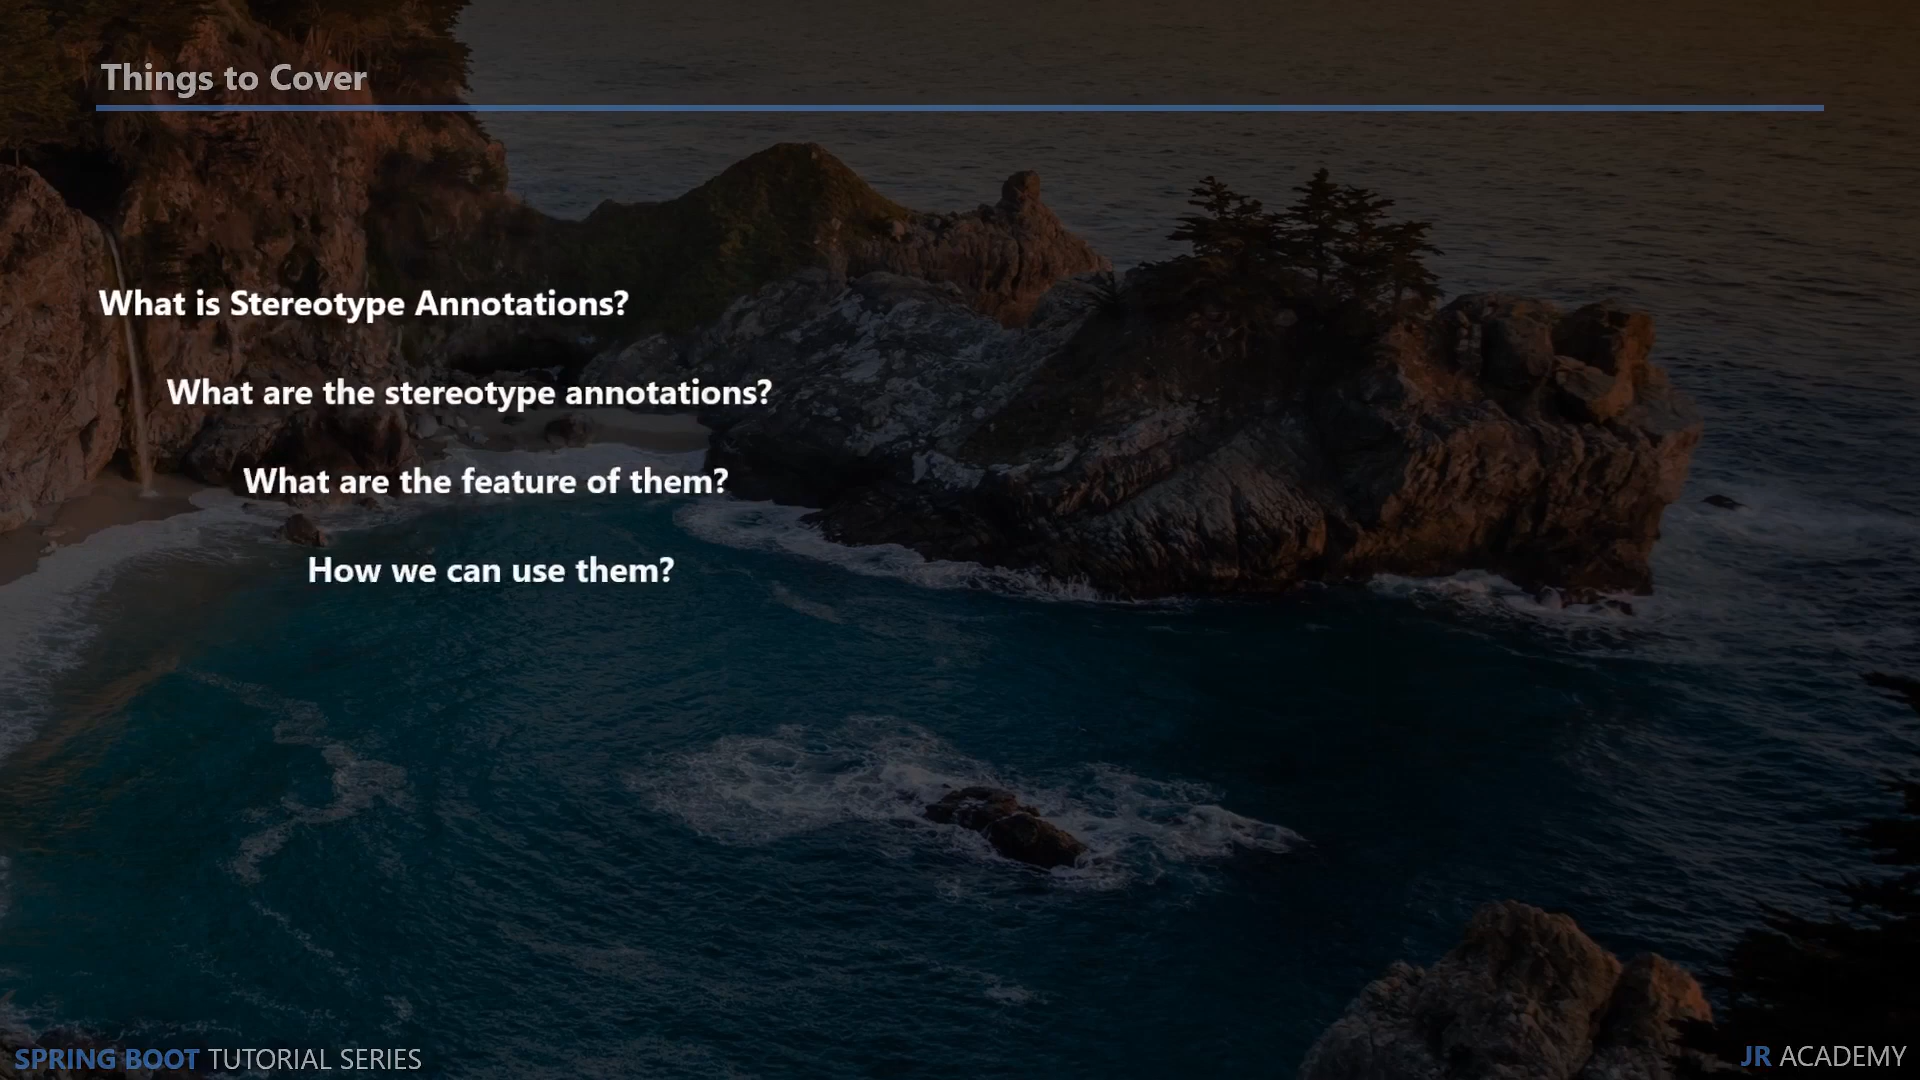 Things to Cover
What is Stereotype Annotations?
What are the stereotype annotations?
What are the feature of them?
How we can use them?
SPRING BOOT TUTORIAL SERIES
JR ACADEMY